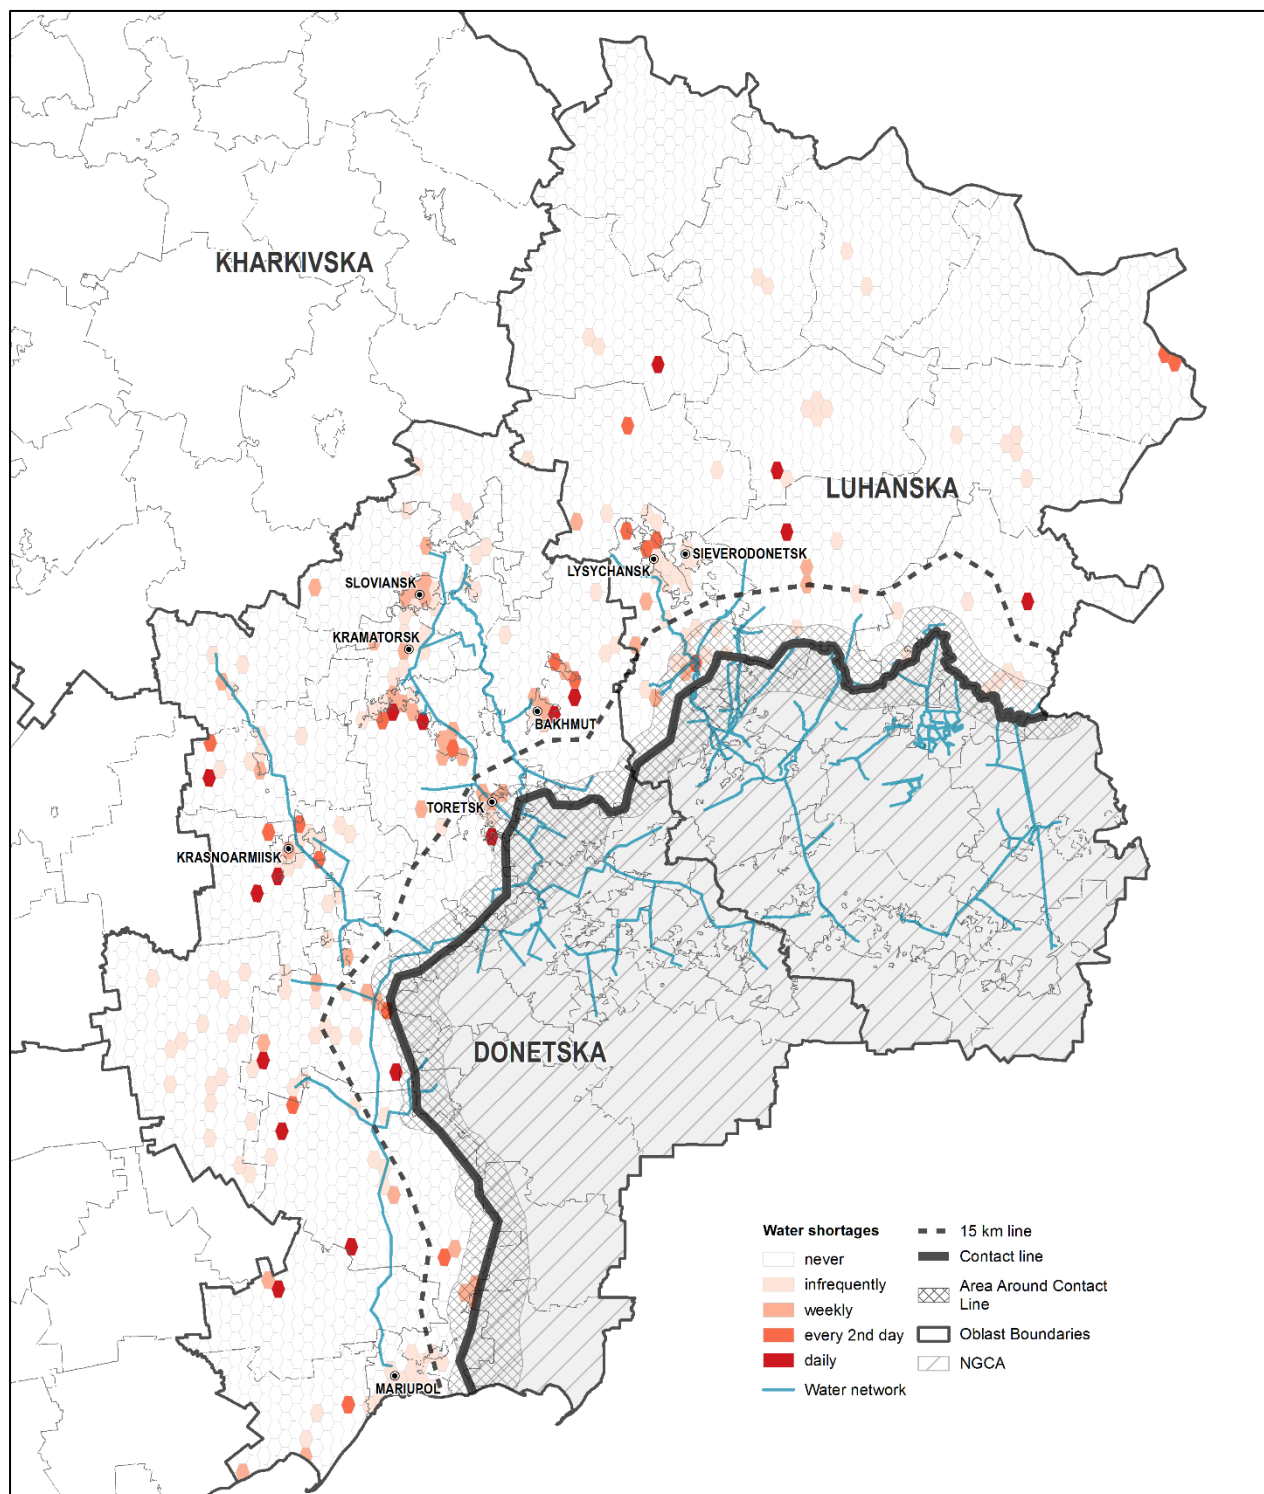 KHARKIVSKA
LUHANSKA
SIEVERODONETSK
LYSYCHANSK
SLOVIANSK
KRAMATORSK
BAKHMUT
TORETSK
KRASNOARMIISK
DONETSKA
MARIUPOL
Water shortages
never
infrequently
weekly
every 2nd day
daily
Water network
15 km line
Contact line
Area Around Contact
Line
Oblast Boundaries
NGCA